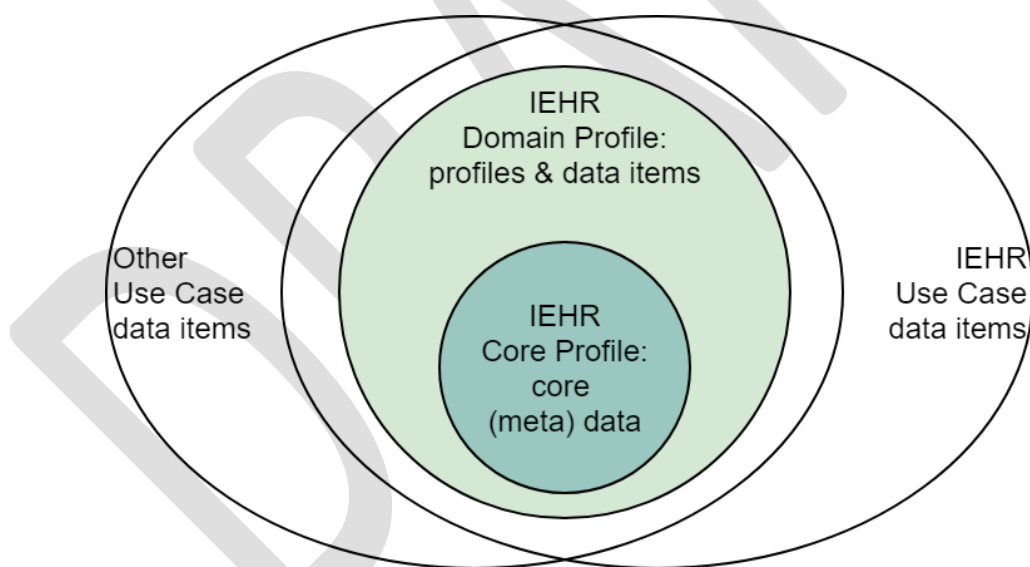 IEHR
Domain Profile:
profiles & data items
Other
Use Case
data items
IEHR
Use Case
data items
IEHR
Core Profile:
core
(meta) data